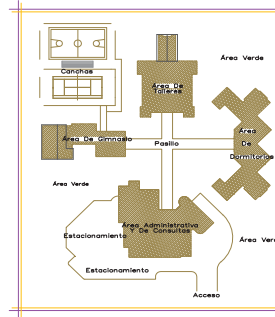 Área Verde
Canchas
Área De
Talleres
Área De Gimnasio
Pasillo
Área
De
Dormitorios
Área Verde
Área Administrativa
Y De Consultas
Estacionamiento
Área Verde
Estacionamiento
Acceso